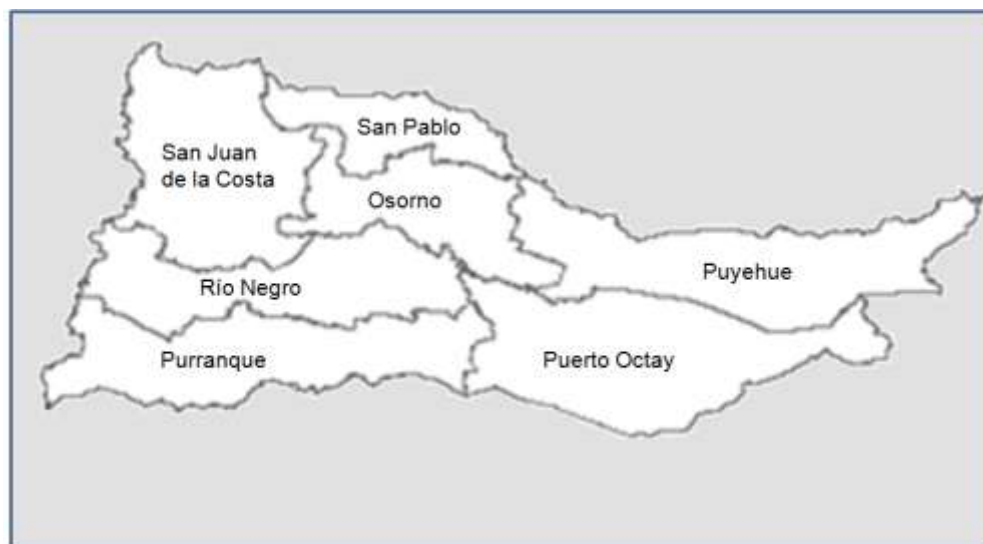 San Pablo
San Juan
de la Costa
Osorno
Puyehue
Río Negro
Purranque
Puerto Octay